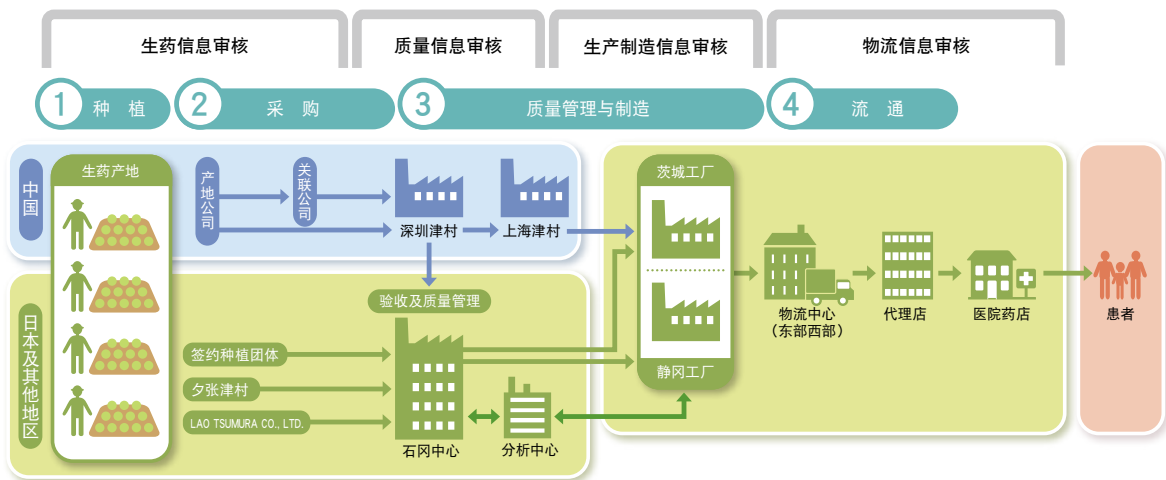 生药信息审核
质量信息审核
生产制造信息审核
物流信息审核
1 种 植
2 采 购
3 质量管理与制造
4 流 通
中国
生药产地
产地公司
关联公司
深圳津村
上海津村
茨城工厂
静冈工厂
物流中心
（东部西部）
代理店
医院药店
患者
日本及其他地区
验收及质量管理
签约种植团体
夕张津村
LAO TSUMURA CO., LTD.
石冈中心
分析中心